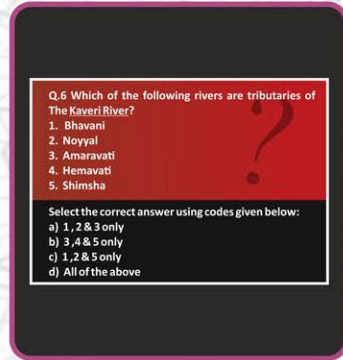 Q.6 Which of the following rivers are tributaries of
The Kaveri River?
1. Bhavani
2. Noyyal
3. Amaravati
4. Hemavati
5. Shimsha
?
Select the correct answer using codes given below:
a) 1,2 & 3 only
b) 3,4 & 5 only
c) 1,2 & 5 only
d) All of the above